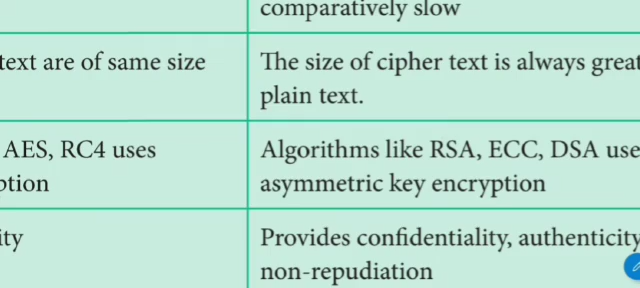 comparatively slow
text are of same size
The size of cipher text is always great
plain text.
AES, RC4 uses
ption
Algorithms like RSA, ECC, DSA use
asymmetric key encryption
ity
Provides confidentiality, authenticity
non-repudiation